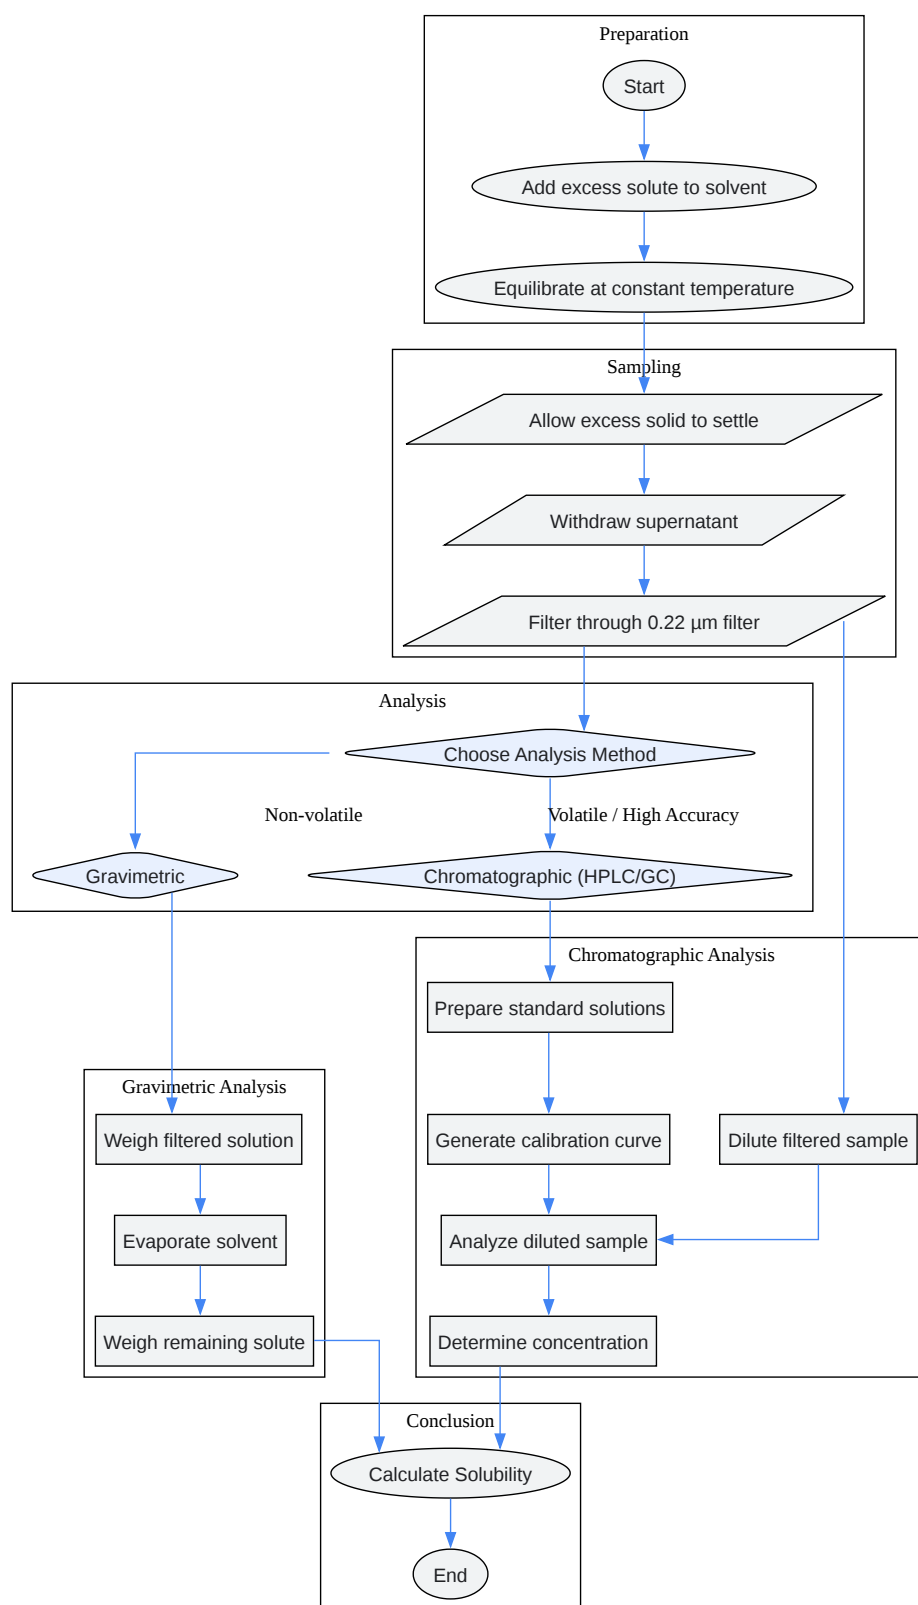 Preparation
Start
Add excess solute to solvent
Equilibrate at constant temperature
Sampling
Allow excess solid to settle
Withdraw supernatant
Filter through 0.22 µm filter
Analysis
Choose Analysis Method
Non-volatile
Volatile / High Accuracy
Gravimetric
Chromatographic (HPLC/GC)
Chromatographic Analysis
Prepare standard solutions
Gravimetric Analysis
Weigh filtered solution
Generate calibration curve
Dilute filtered sample
Evaporate solvent
Analyze diluted sample
Weigh remaining solute
Determine concentration
Conclusion
Calculate Solubility
End